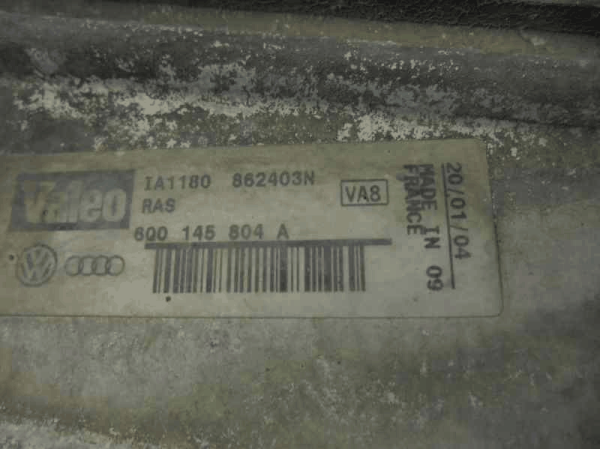 Valeo
IA1180 862403N
RAS
VA8
6Q0 145 804 A
20/01/04
MADE IN 09
FRANCE